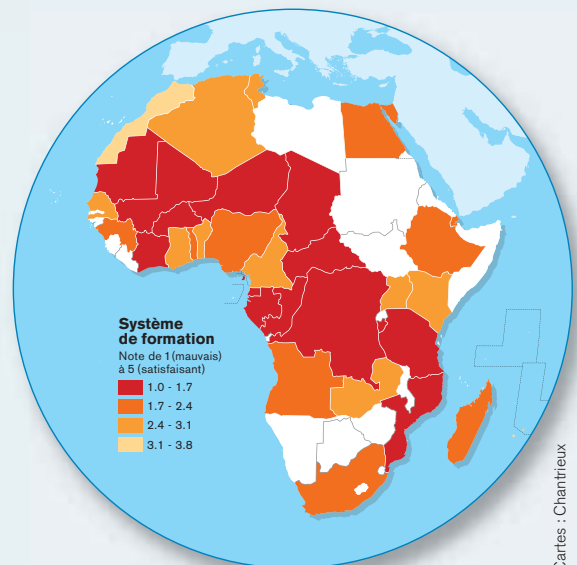 Système
de formation
Note de 1 (mauvais)
à 5 (satisfaisant)
1.0 - 1.7
1.7 - 2.4
2.4 - 3.1
3.1 - 3.8
Cartes : Chantrieux